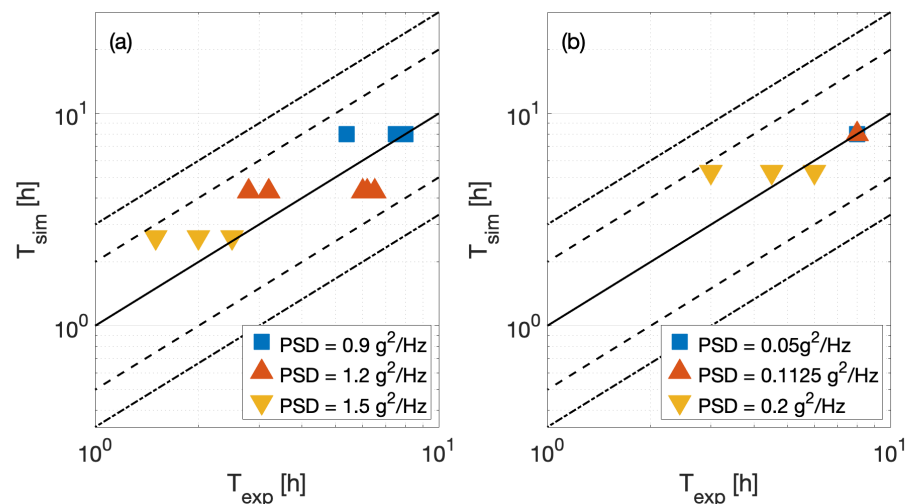 (a)
10¹
10⁰
T_sim [h]
PSD = 0.9 g²/Hz
PSD = 1.2 g²/Hz
PSD = 1.5 g²/Hz
10⁰
10¹
T_exp [h]
(b)
10¹
10⁰
T_sim [h]
PSD = 0.05g²/Hz
PSD = 0.1125 g²/Hz
PSD = 0.2 g²/Hz
10⁰
10¹
T_exp [h]